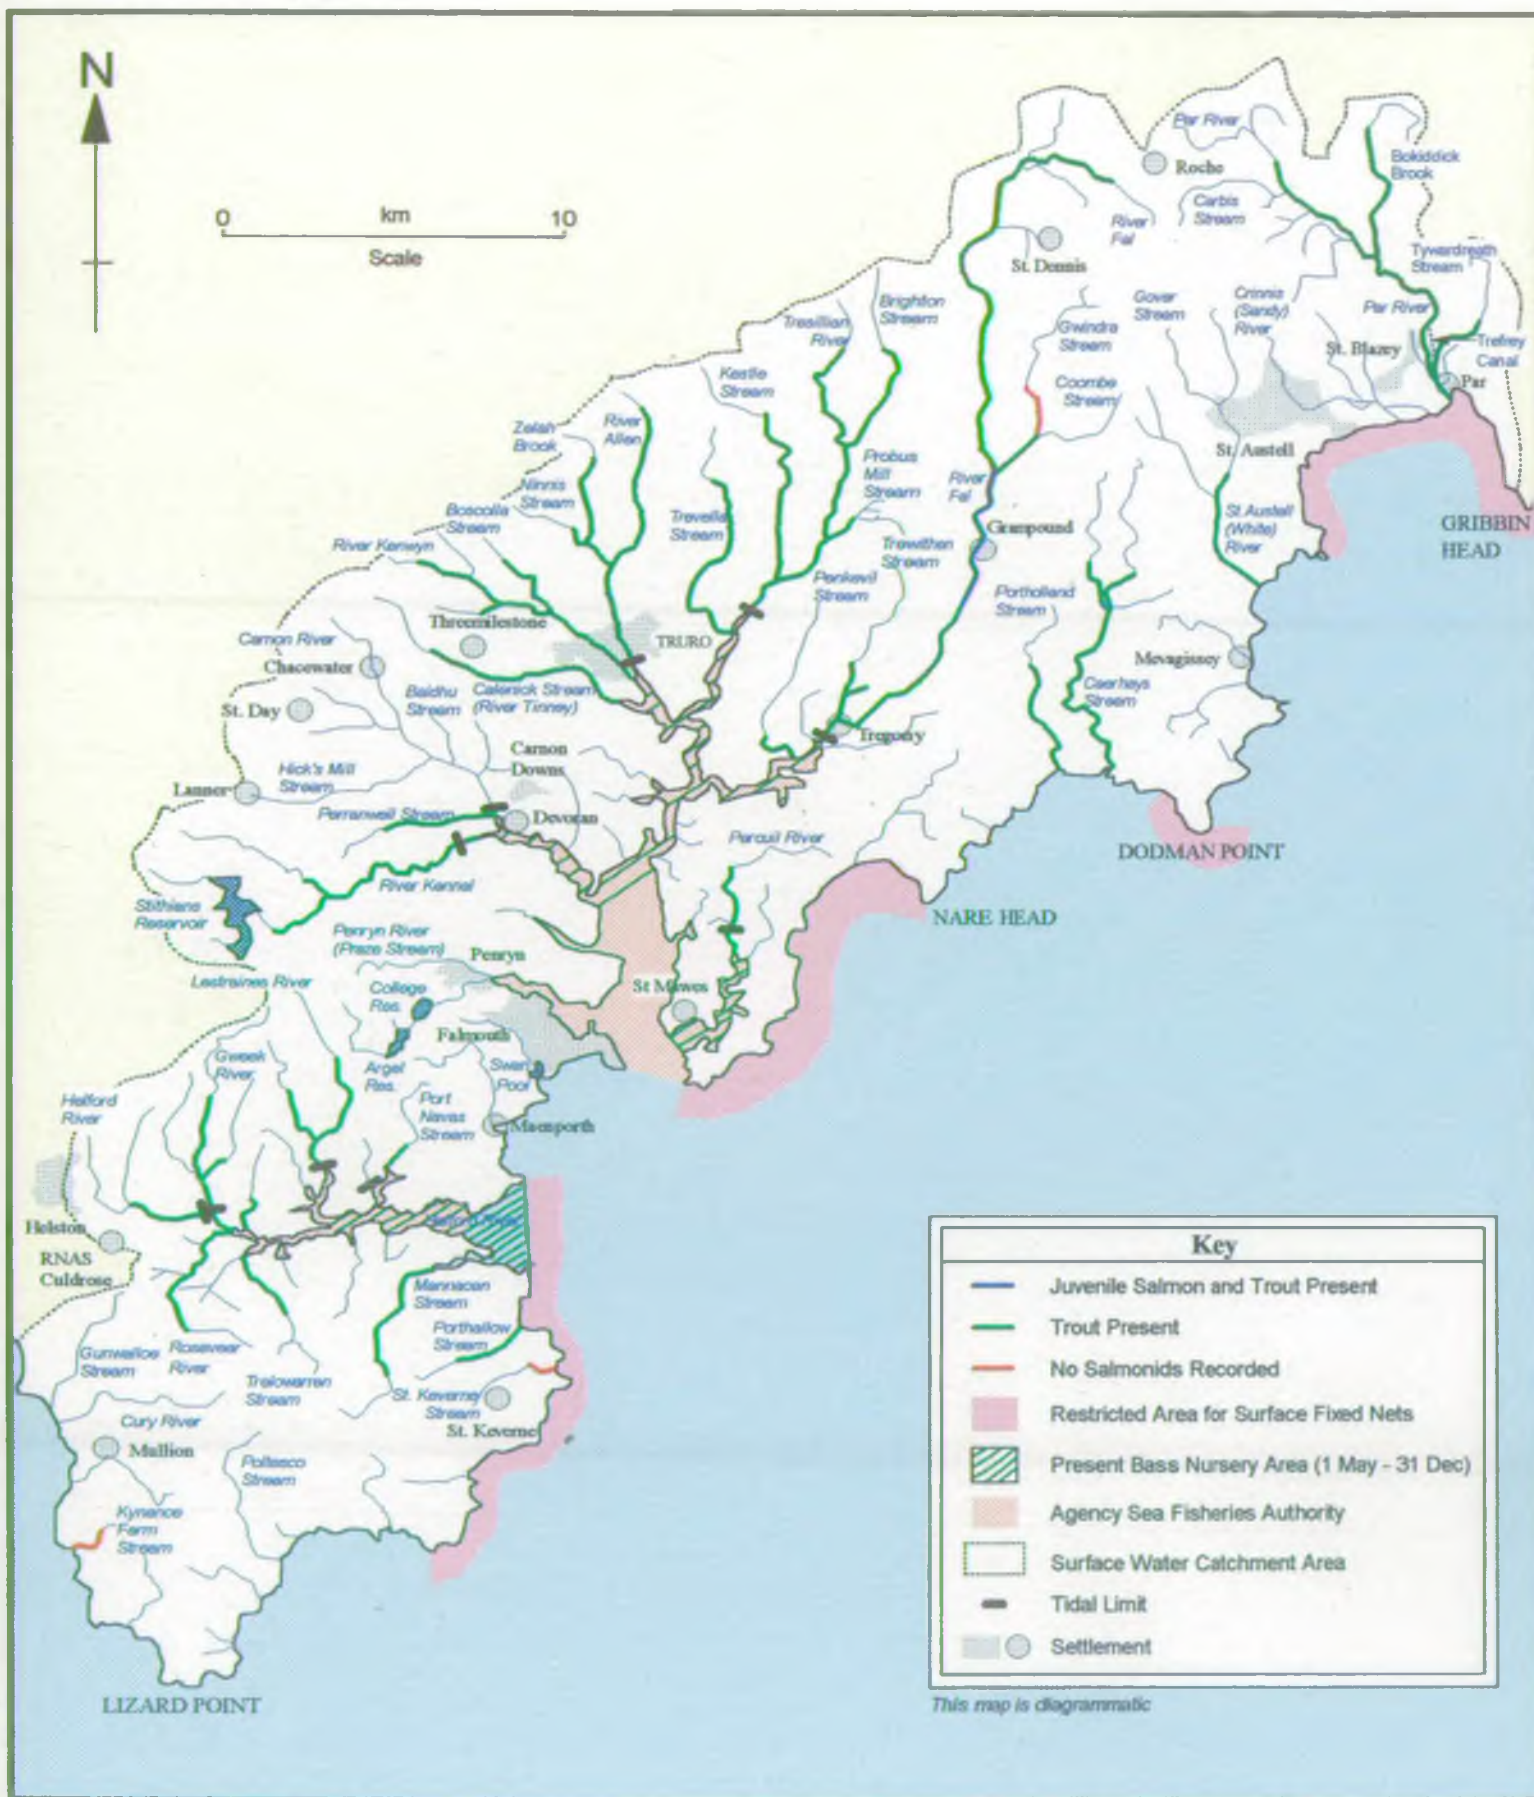 N
0 km 10
Scale
Par River
Roche
Bokiddick
Brook
Carbis
Stream
River
Fal
St. Dennis
Tywardreath
Stream
Brighton
Stream
Tresillian
River
Gwindra
Stream
Gover
Stream
Crinnis
(Sandy)
River
Par River
St. Blazey
Trefrey
Canal
Par
Kestle
Stream
Coombe
Stream
Zelah
Brook
River
Allen
St. Austell
Probus
Mill
Stream
River
Fal
Ninnis
Stream
Boscolla
Stream
Trevella
Stream
St.Austell
(White)
River
GRIBBIN
HEAD
River Kenwyn
Grampound
Trewithen
Stream
Penkevil
Stream
Portholland
Stream
Threemilestone
TRURO
Carnon River
Chacewater
Mevagissey
Baldhu
Stream
Calenick Stream
(River Tinney)
Caerhays
Stream
St. Day
Tregony
Carnon
Downs
Hick's Mill
Stream
Lanner
Perranwell Stream
Devoran
Percuil River
DODMAN POINT
River Kennal
Stithians
Reservoir
NARE HEAD
Penryn River
(Praze Stream)
Penryn
Lestraines River
College
Res.
St Mawes
Falmouth
Gweek
River
Argal
Res.
Swan
Pool
Helford
River
Port
Navas
Stream
Maenporth
Helston
Helford River
RNAS
Culdrose
Mannacan
Stream
Porthallow
Stream
Gunwalloe
Stream
Rosevear
River
Trelowarren
Stream
St. Keverne
Stream
St. Keverne
Cury River
Mullion
Poltesco
Stream
Kynance
Farm
Stream
LIZARD POINT
Key
Juvenile Salmon and Trout Present
Trout Present
No Salmonids Recorded
Restricted Area for Surface Fixed Nets
Present Bass Nursery Area (1 May - 31 Dec)
Agency Sea Fisheries Authority
Surface Water Catchment Area
Tidal Limit
Settlement
This map is diagrammatic